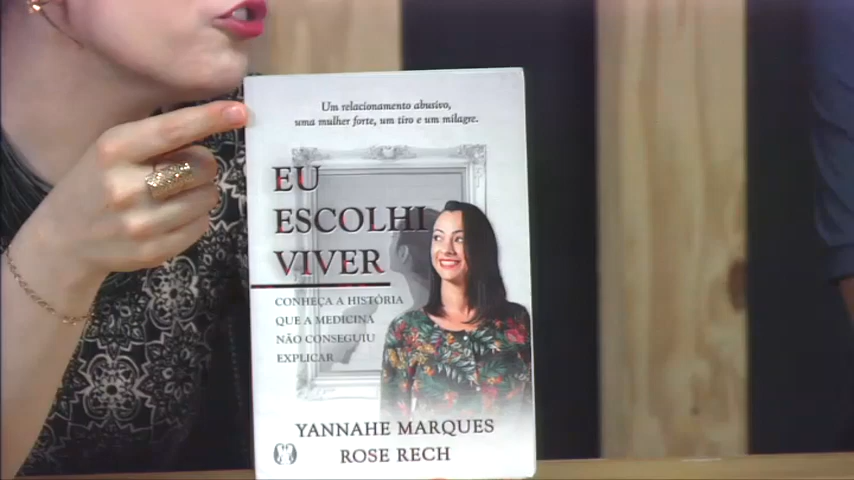 Um relacionamento abusivo,
uma mulher forte, um tiro e um milagre.
EU
ESCOLHI
VIVER
CONHEÇA A HISTÓRIA
QUE A MEDICINA
NÃO CONSEGUIU
EXPLICAR
YANNAHE MARQUES
ROSE RECH